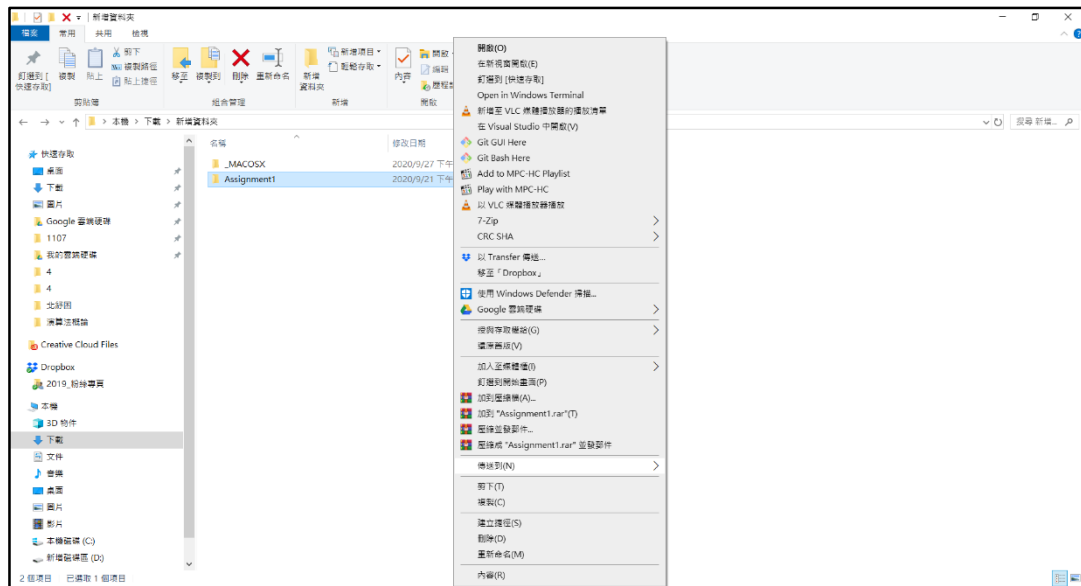 新增資料夾
檔案 常用 共用 檢視
釘選到 [快速存取]
複製
貼上
剪下
複製路徑
貼上捷徑
移至
複製到
刪除
重新命名
新增資料夾
新增項目
輕鬆存取
內容
開啟
編輯
剪貼簿 組合管理 新增 開啟
本機 > 下載 > 新增資料夾
搜尋 新增...
名稱 修改日期
_MACOSX 2020/9/27 下午
Assignment1 2020/9/21 下午
快速存取
桌面
下載
圖片
Google 雲端硬碟
1107
我的雲端硬碟
4
4
北舒困
演算法概論
Creative Cloud Files
Dropbox
2019_粉絲專頁
本機
3D 物件
下載
文件
音樂
桌面
圖片
影片
本機磁碟 (C:)
新增磁碟區 (D:)
2 個項目 已選取 1 個項目
開啟(O)
在新視窗開啟(E)
釘選到 [快速存取]
Open in Windows Terminal
新增至 VLC 媒體播放器的播放清單
在 Visual Studio 中開啟(V)
Git GUI Here
Git Bash Here
Add to MPC-HC Playlist
Play with MPC-HC
以 VLC 媒體播放器播放
7-Zip
CRC SHA
以 Transfer 傳送...
移至「Dropbox」
使用 Windows Defender 掃描...
Google 雲端硬碟
授與存取權給(G)
還原舊版(V)
加入至媒體櫃(I)
釘選到開始畫面(P)
加到壓縮檔(A)...
加到 "Assignment1.rar"(T)
壓縮並發郵件...
壓縮成 "Assignment1.rar" 並發郵件
傳送到(N)
剪下(T)
複製(C)
建立捷徑(S)
刪除(D)
重新命名(M)
內容(R)